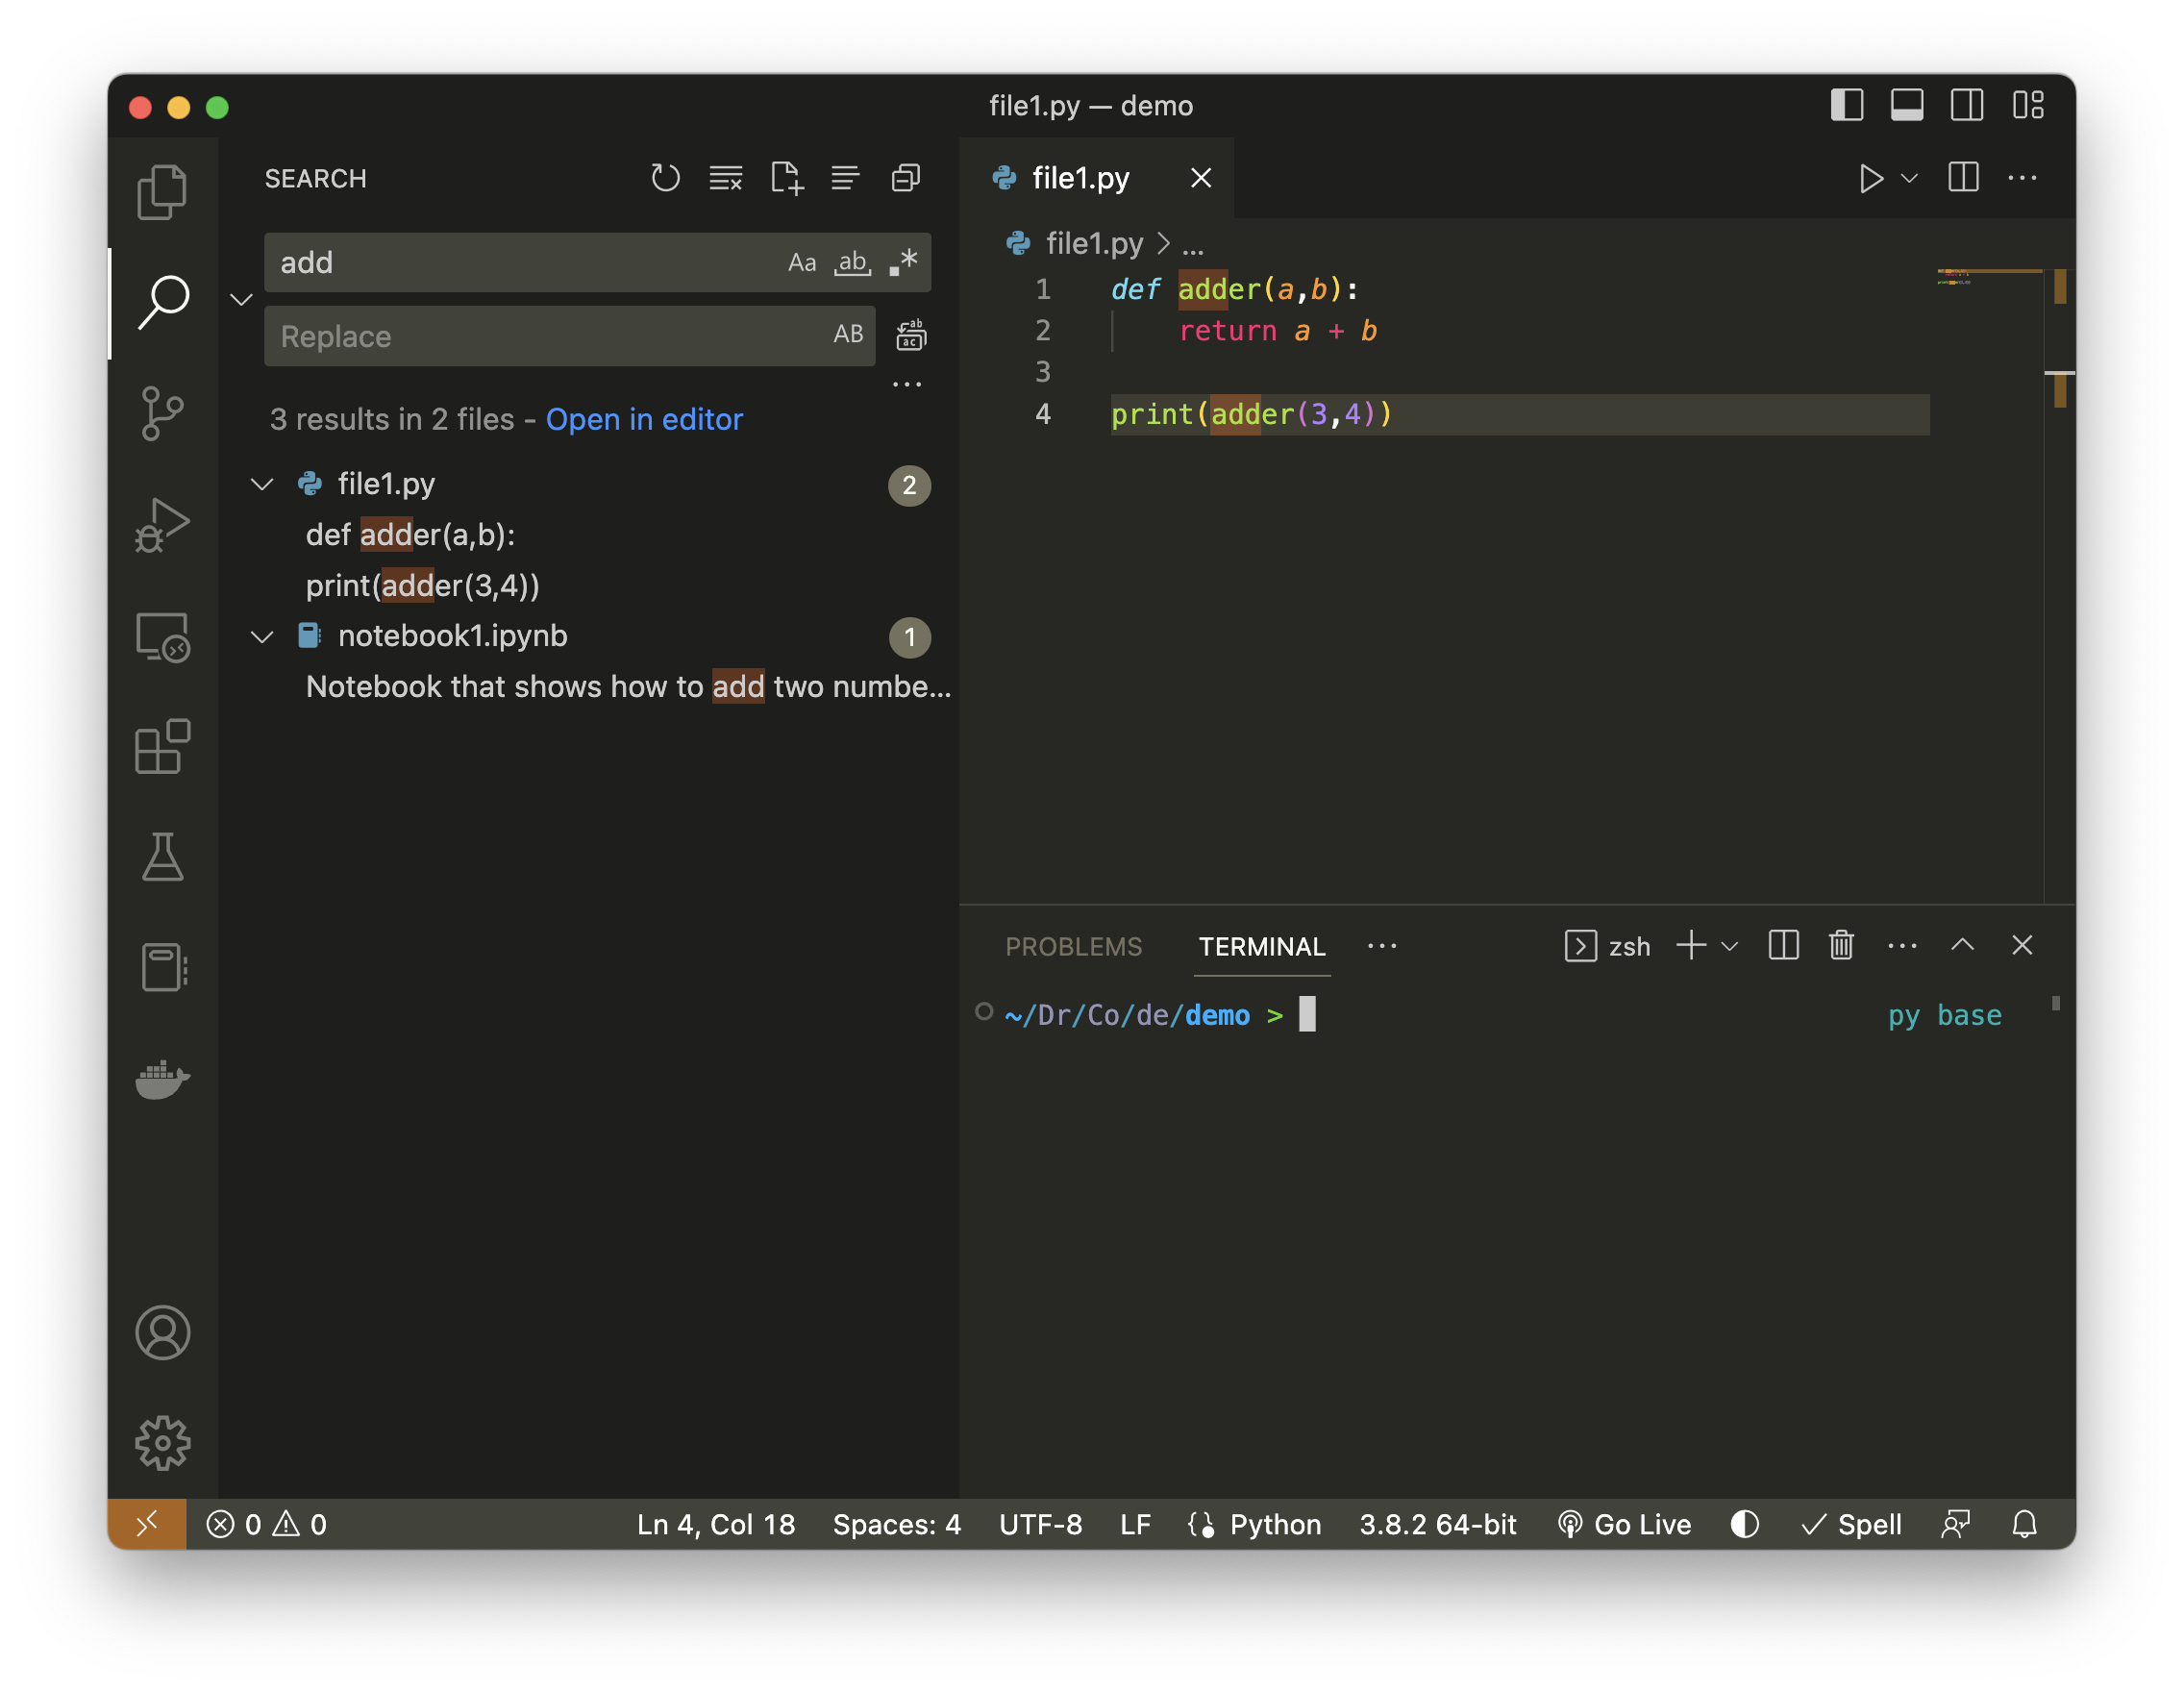 file1.py — demo
SEARCH
add
Aa ab .*
Replace
AB
ab
ac
...
3 results in 2 files - Open in editor
file1.py 2
def adder(a,b):
print(adder(3,4))
notebook1.ipynb 1
Notebook that shows how to add two numbe...
file1.py
...
file1.py > ...
1 def adder(a,b):
2 return a + b
3
4 print(adder(3,4))
PROBLEMS TERMINAL ... zsh ...
~/Dr/Co/de/demo > py base
0 0 Ln 4, Col 18 Spaces: 4 UTF-8 LF {} Python 3.8.2 64-bit Go Live Spell